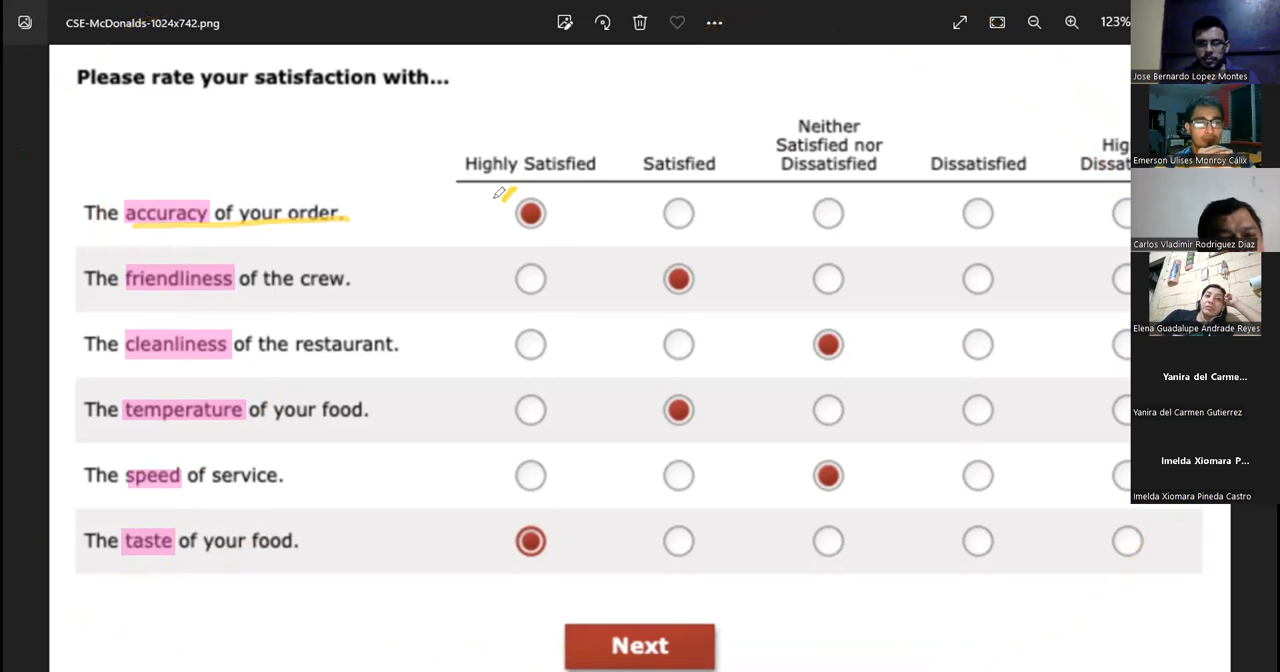 CSE-McDonalds-1024x742.png
123%
Please rate your satisfaction with...
Highly Satisfied
Satisfied
Neither
Satisfied nor
Dissatisfied
Dissatisfied
The accuracy of your order.
The friendliness of the crew.
The cleanliness of the restaurant.
The temperature of your food.
The speed of service.
The taste of your food.
Next
Jose Bernardo Lopez Montes
Emerson Ulises Monroy Cálix
Carlos Vladimir Rodriguez Diaz
Elena Guadalupe Andrade Reyes
Yanira del Carme...
Yanira del Carmen Gutierrez
Imelda Xiomara P...
Imelda Xiomara Pineda Castro